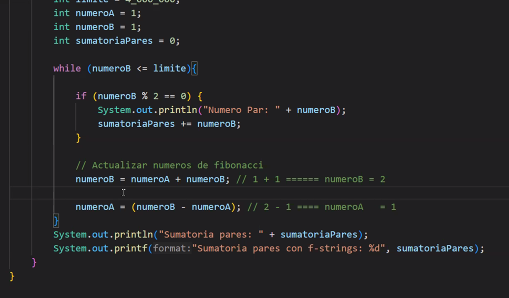 int limite = 4_000_000;
int numeroA = 1;
int numeroB = 1;
int sumatoriaPares = 0;
while (numeroB <= limite){
if (numeroB % 2 == 0) {
System.out.println("Numero Par: " + numeroB);
sumatoriaPares += numeroB;
}
// Actualizar numeros de fibonacci
numeroB = numeroA + numeroB; // 1 + 1 ====== numeroB = 2
numeroA = (numeroB - numeroA); // 2 - 1 ==== numeroA   = 1
}
System.out.println("Sumatoria pares: " + sumatoriaPares);
System.out.printf(format:"Sumatoria pares con f-strings: %d", sumatoriaPares);
}
}